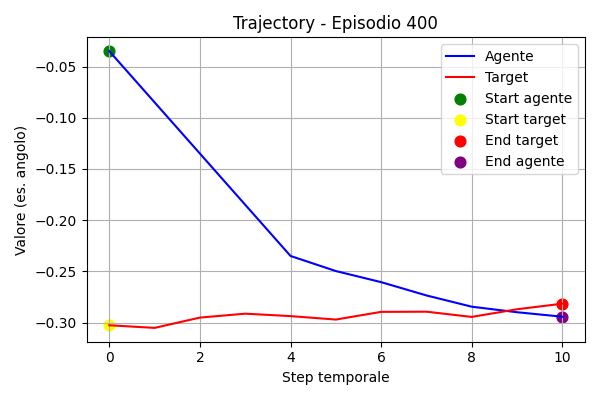 Trajectory - Episodio 400
Agente
Target
Start agente
Start target
End target
End agente
Valore (es. angolo)
−0.05
−0.10
−0.15
−0.20
−0.25
−0.30
0 2 4 6 8 10
Step temporale